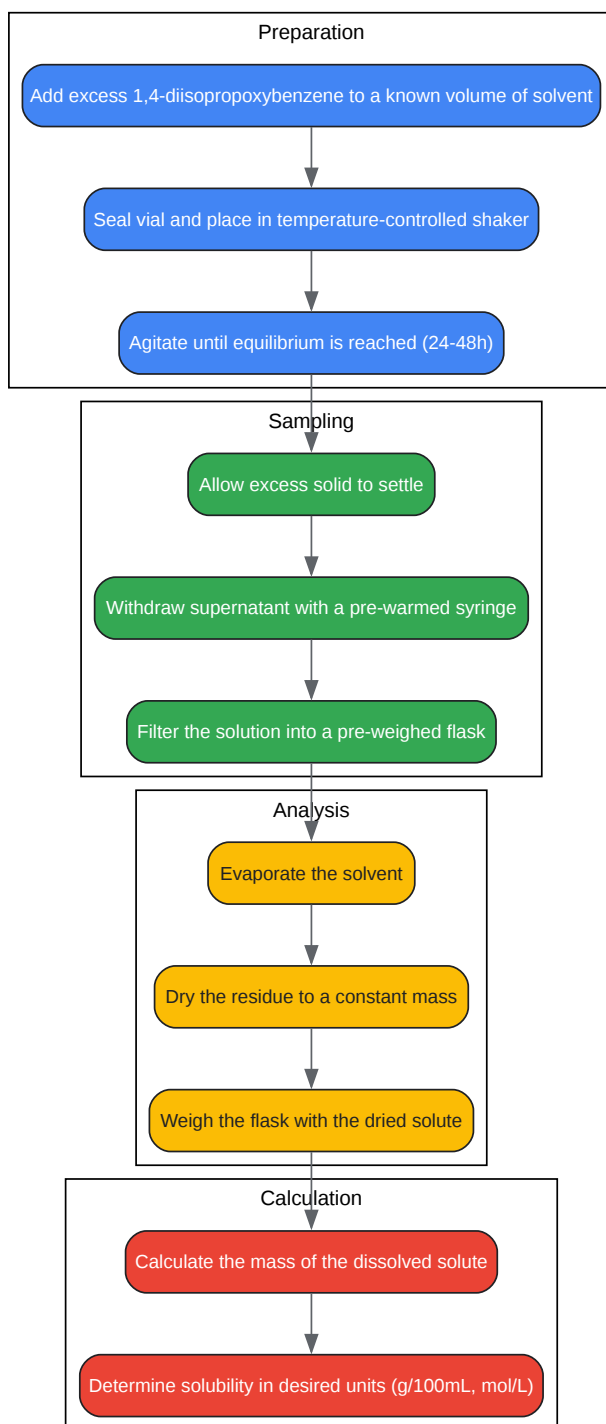 Preparation
Add excess 1,4-diisopropoxybenzene to a known volume of solvent
Seal vial and place in temperature-controlled shaker
Agitate until equilibrium is reached (24-48h)
Sampling
Allow excess solid to settle
Withdraw supernatant with a pre-warmed syringe
Filter the solution into a pre-weighed flask
Analysis
Evaporate the solvent
Dry the residue to a constant mass
Weigh the flask with the dried solute
Calculation
Calculate the mass of the dissolved solute
Determine solubility in desired units (g/100mL, mol/L)